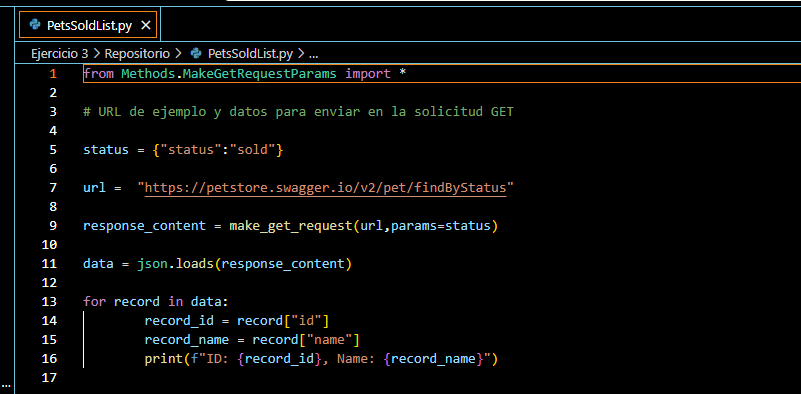 PetsSoldList.py ×
Ejercicio 3 > Repositorio > PetsSoldList.py > ...
1 from Methods.MakeGetRequestParams import *
2
3 # URL de ejemplo y datos para enviar en la solicitud GET
4
5 status = {"status":"sold"}
6
7 url =  "https://petstore.swagger.io/v2/pet/findByStatus"
8
9 response_content = make_get_request(url,params=status)
10
11 data = json.loads(response_content)
12
13 for record in data:
14         record_id = record["id"]
15         record_name = record["name"]
16         print(f"ID: {record_id}, Name: {record_name}")
17
...